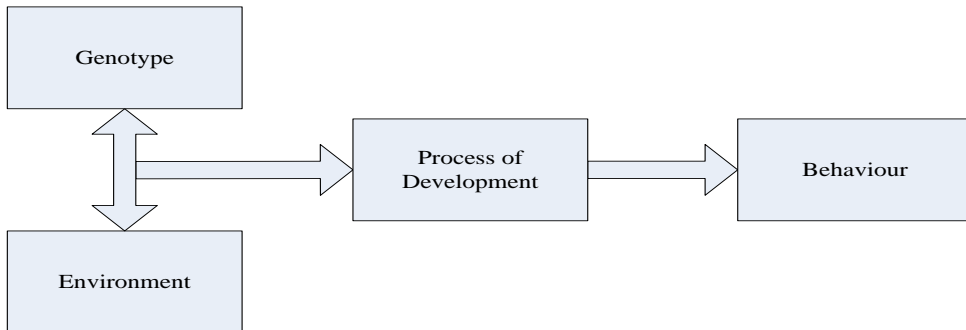 Genotype
Process of
Development
Behaviour
Environment